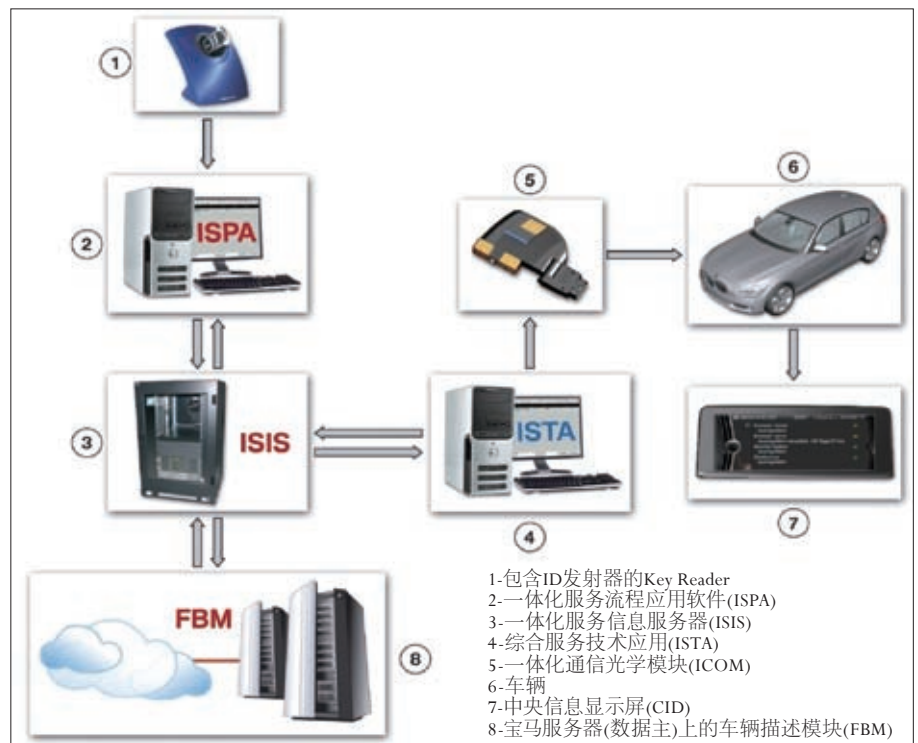 1
2
ISPA
3
ISIS
FBM
8
5
6
ISTA
4
7
1-包含ID发射器的Key Reader
2-一体化服务流程应用软件(ISPA)
3-一体化服务信息服务器(ISIS)
4-综合服务技术应用(ISTA)
5-一体化通信光学模块(ICOM)
6-车辆
7-中央信息显示屏(CID)
8-宝马服务器(数据主)上的车辆描述模块(FBM)